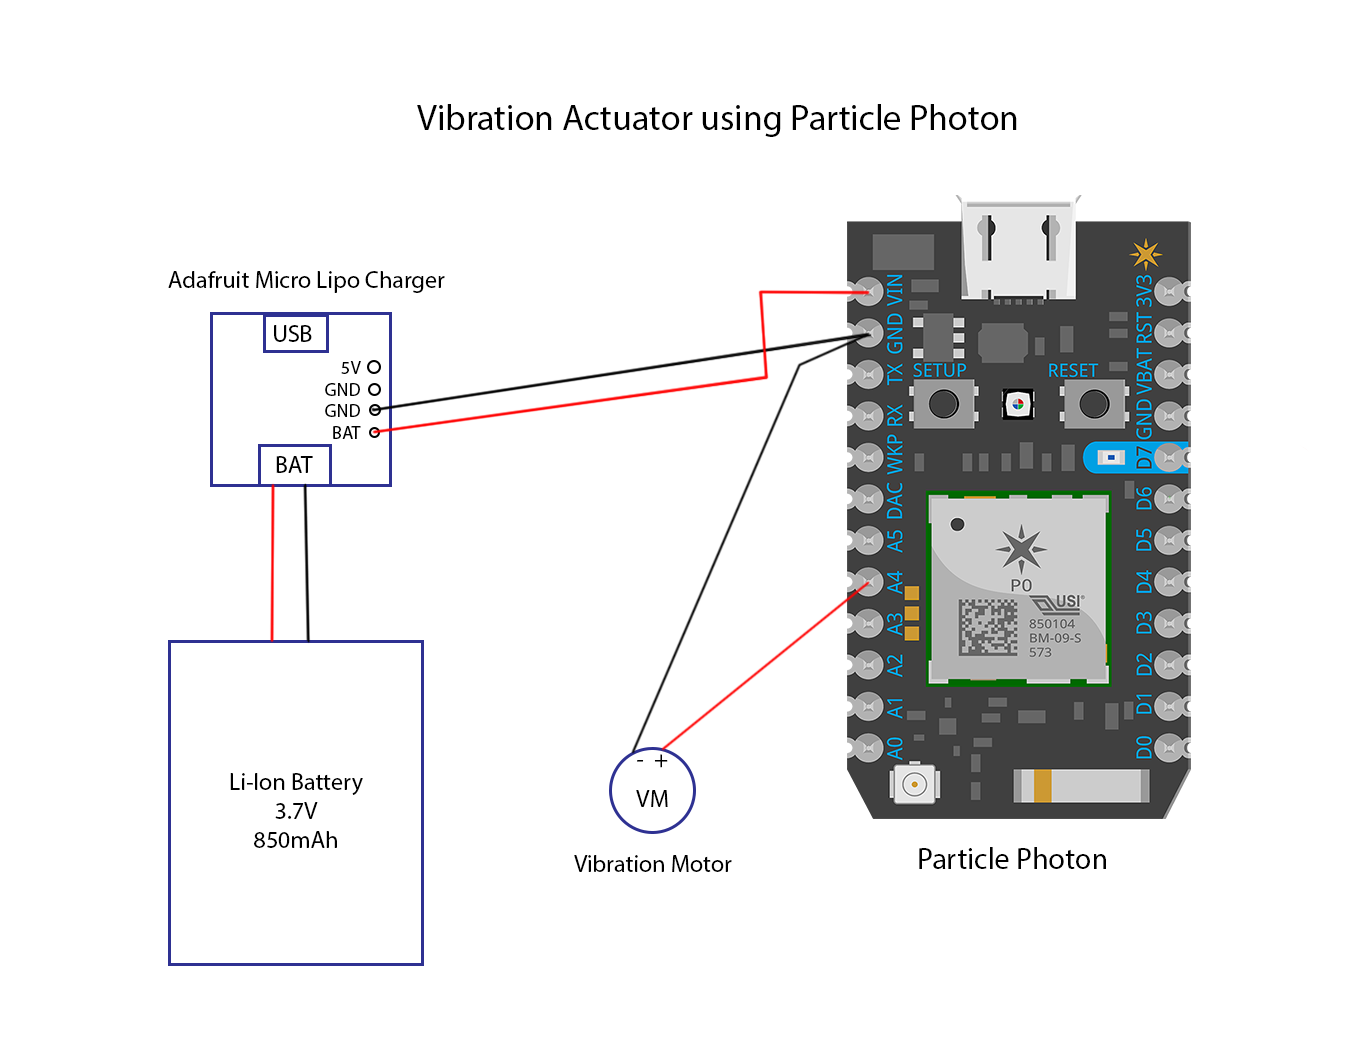 Vibration Actuator using Particle Photon
Adafruit Micro Lipo Charger
USB
5V
GND
GND
BAT
BAT
Li-Ion Battery
3.7V
850mAh
- +
VM
Vibration Motor
VIN
GND
TX
RX
WKP
DAC
A5
A4
A3
A2
A1
A0
SETUP
RESET
3V3
RST
VBAT
GND
D7
D6
D5
D4
D3
D2
D1
D0
P0
USI®
850104
BM-09-S
573
Particle Photon